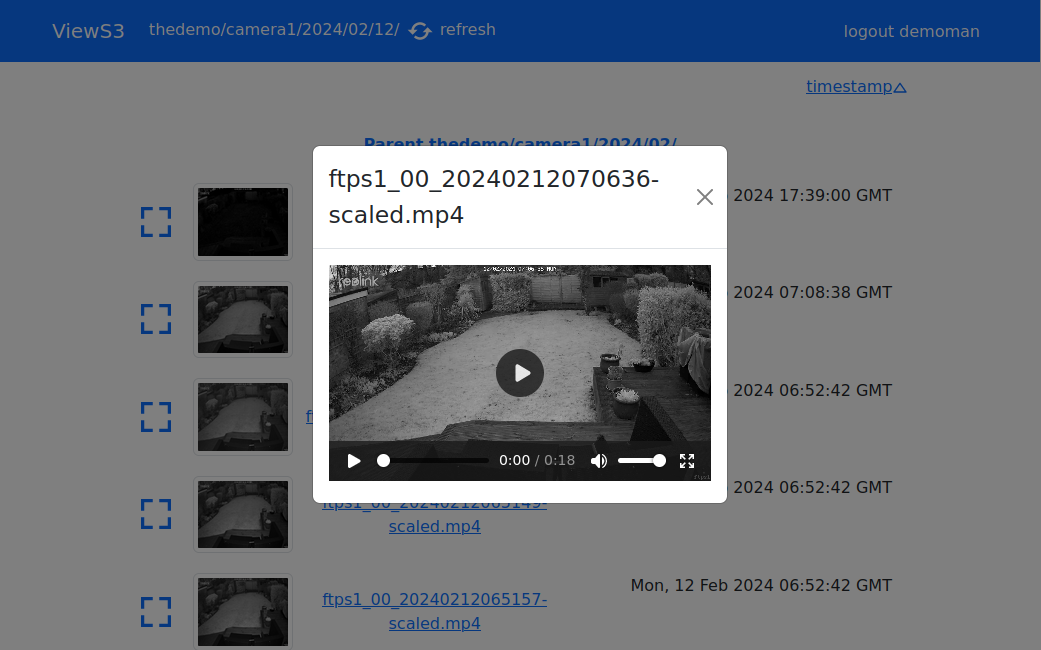 ViewS3 thedemo/camera1/2024/02/12/ refresh logout demoman
timestamp
Parent thedemo/camera1/2024/02/
ftps1_00_20240212070636-
scaled.mp4
2024 17:39:00 GMT
reolink
2024 07:08:38 GMT
2024 06:52:42 GMT
f
0:00 / 0:18
2024 06:52:42 GMT
ftps1_00_20240212065149-
scaled.mp4
Mon, 12 Feb 2024 06:52:42 GMT
ftps1_00_20240212065157-
scaled.mp4